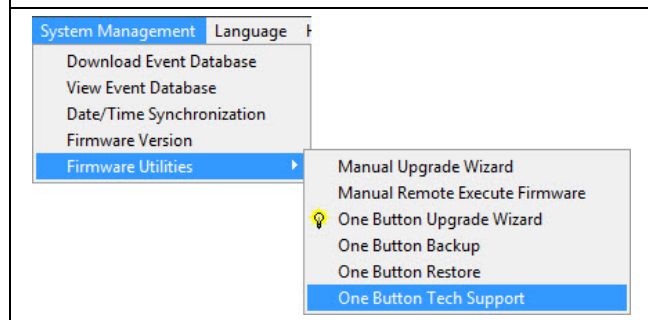 System Management Language
Download Event Database
View Event Database
Date/Time Synchronization
Firmware Version
Firmware Utilities
Manual Upgrade Wizard
Manual Remote Execute Firmware
One Button Upgrade Wizard
One Button Backup
One Button Restore
One Button Tech Support